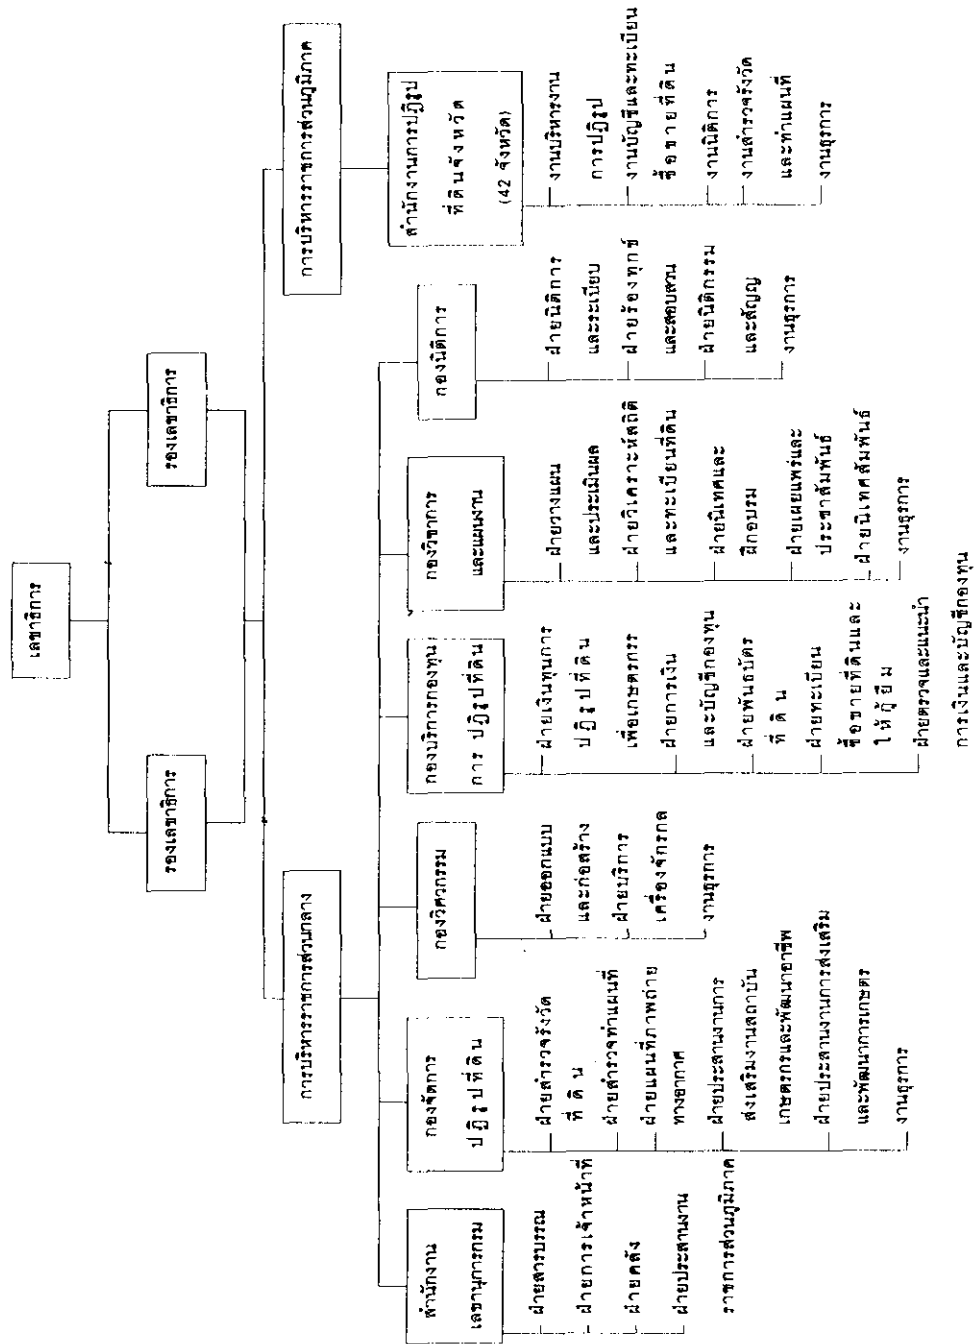 เลขาธิการ
รองเลขาธิการ
รองเลขาธิการ
การบริหารราชการส่วนกลาง
การบริหารราชการส่วนภูมิภาค
สำนักงาน
เลขานุการกรม
ฝ่ายสารบรรณ
ฝ่ายการเจ้าหน้าที่
ฝ่ายคลัง
ฝ่ายประสานงาน
ราชการส่วนภูมิภาค
กองจัดการ
ปฏิรูปที่ดิน
ฝ่ายสำรวจรังวัด
ที่ดิน
ฝ่ายสำรวจทำแผนที่
ฝ่ายแผนที่ภาพถ่าย
ทางอากาศ
ฝ่ายประสานงานการ
ส่งเสริมงานสถาบัน
เกษตรกรและพัฒนาอาชีพ
ฝ่ายประสานงานการส่งเสริม
และพัฒนาการเกษตร
งานธุรการ
กองวิศวกรรม
ฝ่ายออกแบบ
และก่อสร้าง
ฝ่ายบริการ
เครื่องจักรกล
งานธุรการ
กองบริการกองทุน
การปฏิรูปที่ดิน
ฝ่ายเงินทุนการ
ปฏิรูปที่ดิน
เพื่อเกษตรกรร
ฝ่ายการเงิน
และบัญชีกองทุน
ฝ่ายพันธบัตร
ที่ดิน
ฝ่ายทะเบียน
ซื้อขายที่ดินและ
ให้กู้ยืม
ฝ่ายตรวจและแนะนำ
การเงินและบัญชีกองทุน
กองวิชาการ
และแผนงาน
ฝ่ายวางแผน
และประเมินผล
ฝ่ายวิเคราะห์สถิติ
และทะเบียนที่ดิน
ฝ่ายนิเทศและ
ฝึกอบรม
ฝ่ายเผยแพร่และ
ประชาสัมพันธ์
ฝ่ายนิเทศสัมพันธ์
งานธุรการ
กองนิติการ
ฝ่ายนิติการ
และระเบียบ
ฝ่ายร้องทุกข์
และสอบสวน
ฝ่ายนิติกรรม
และสัญญ
งานธุรการ
สำนักงานการปฏิรูป
ที่ดินจังหวัด
(42 จังหวัด)
งานบริหารงาน
การปฏิรูป
งานบัญชีและทะเบียน
ซื้อขายที่ดิน
งานนิติการ
งานสำรวจรังวัด
และทำแผนที่
งานธุรการ